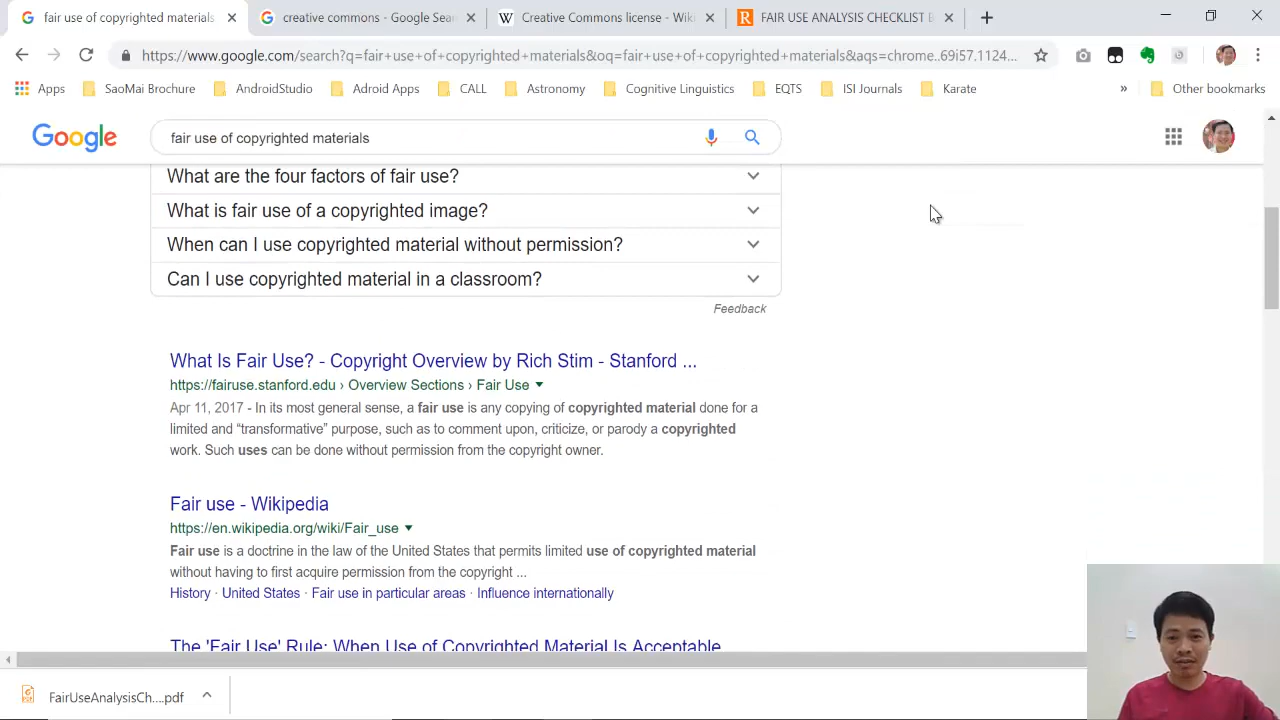 fair use of copyrighted materials
creative commons - Google Sea
Creative Commons license - Wiki
FAIR USE ANALYSIS CHECKLIST B
https://www.google.com/search?q=fair+use+of+copyrighted+materials&oq=fair+use+of+copyrighted+materials&aqs=chrome..69i57.1124...
Apps
SaoMai Brochure
AndroidStudio
Adroid Apps
CALL
Astronomy
Cognitive Linguistics
EQTS
ISI Journals
Karate
»
Other bookmarks
Google
fair use of copyrighted materials
What are the four factors of fair use?
What is fair use of a copyrighted image?
When can I use copyrighted material without permission?
Can I use copyrighted material in a classroom?
Feedback
What Is Fair Use? - Copyright Overview by Rich Stim - Stanford ...
https://fairuse.stanford.edu › Overview Sections › Fair Use
Apr 11, 2017 - In its most general sense, a fair use is any copying of copyrighted material done for a
limited and “transformative” purpose, such as to comment upon, criticize, or parody a copyrighted
work. Such uses can be done without permission from the copyright owner.
Fair use - Wikipedia
https://en.wikipedia.org/wiki/Fair_use
Fair use is a doctrine in the law of the United States that permits limited use of copyrighted material
without having to first acquire permission from the copyright ...
History · United States · Fair use in particular areas · Influence internationally
The 'Fair Use' Rule: When Use of Copyrighted Material Is Acceptable
FairUseAnalysisCh....pdf